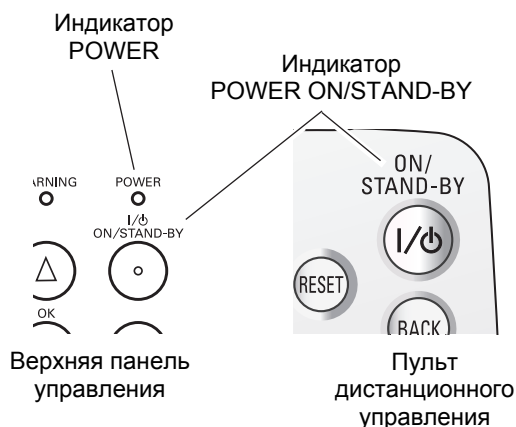 Индикатор
POWER
Индикатор
POWER ON/STAND-BY
POWER
I/⏻
ON/STAND-BY
OK
ON/
STAND-BY
I/⏻
RESET
BACK
Верхняя панель
управления
Пульт
дистанционного
управления